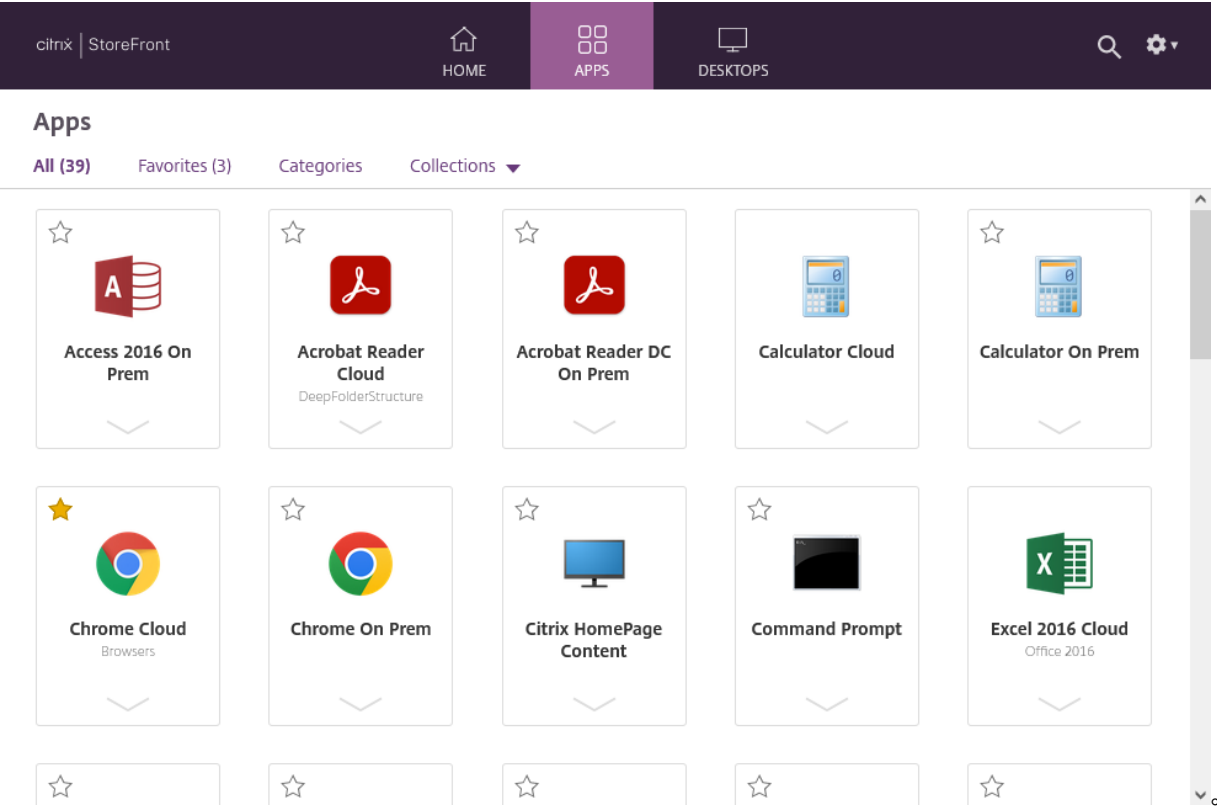 citrix | StoreFront
HOME
APPS
DESKTOPS
Apps
All (39)
Favorites (3)
Categories
Collections
A
0
0
Access 2016 On
Prem
Acrobat Reader
Cloud
DeepFolderStructure
Acrobat Reader DC
On Prem
Calculator Cloud
Calculator On Prem
X
Chrome Cloud
Browsers
Chrome On Prem
Citrix HomePage
Content
Command Prompt
Excel 2016 Cloud
Office 2016